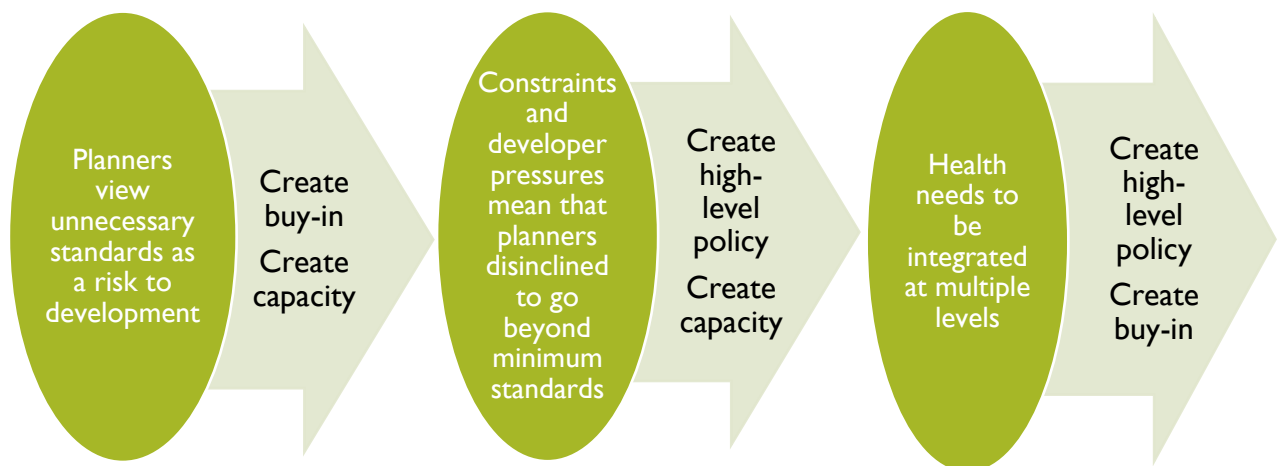 Planners
view
unnecessary
standards as
a risk to
development
Create
buy-in
Create
capacity
Constraints
and
developer
pressures
mean that
planners
disinclined
to go
beyond
minimum
standards
Create
high-
level
policy
Create
capacity
Health
needs to
be
integrated
at multiple
levels
Create
high-
level
policy
Create
buy-in